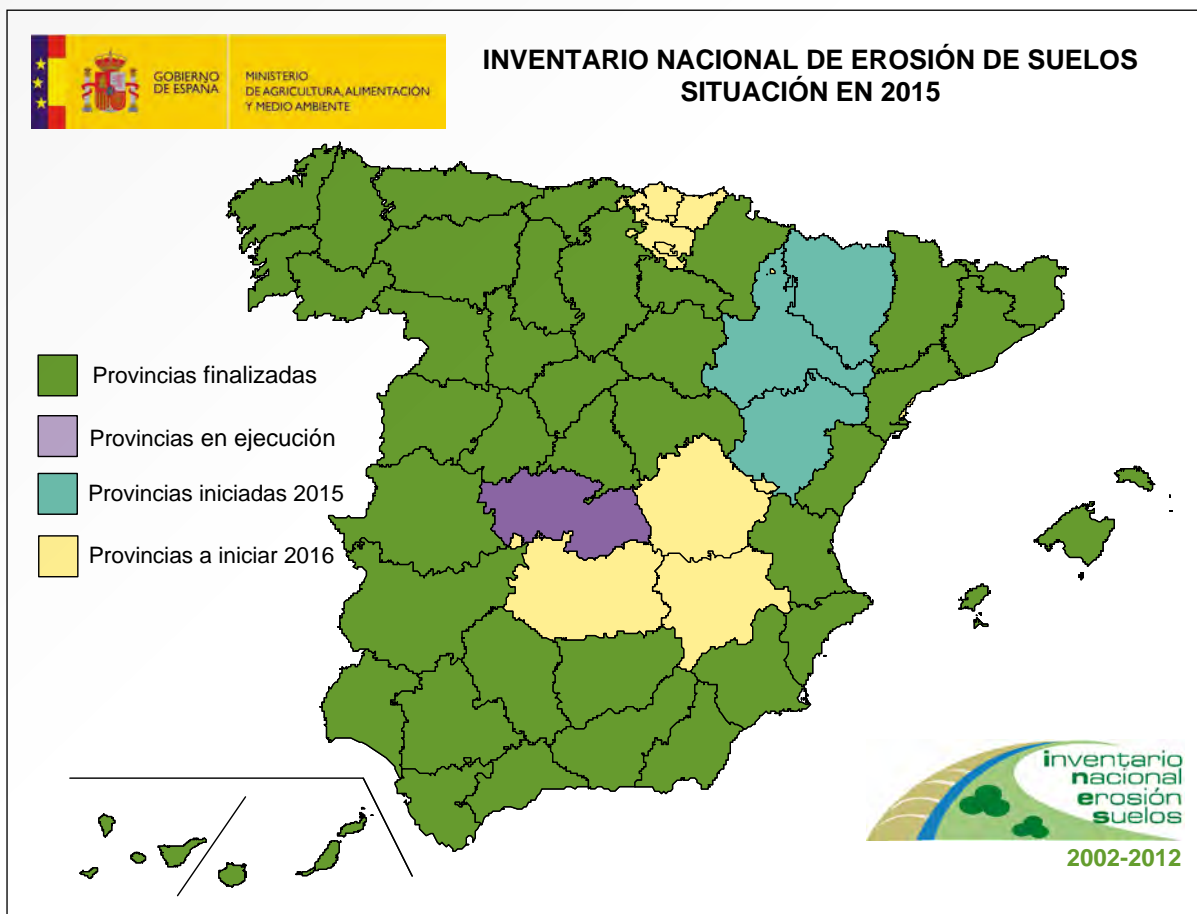 GOBIERNO
DE ESPAÑA
MINISTERIO
DE AGRICULTURA, ALIMENTACIÓN
Y MEDIO AMBIENTE
INVENTARIO NACIONAL DE EROSIÓN DE SUELOS
SITUACIÓN EN 2015
Provincias finalizadas
Provincias en ejecución
Provincias iniciadas 2015
Provincias a iniciar 2016
inventario
nacional
erosión
suelos
2002-2012